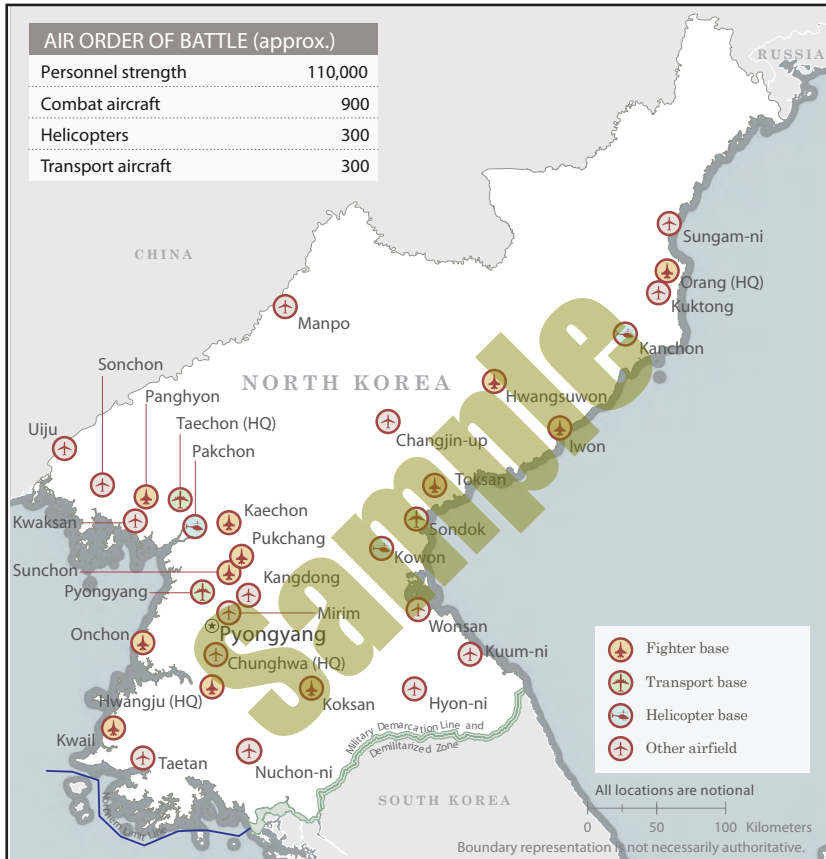 AIR ORDER OF BATTLE (approx.)
Personnel strength 110,000
Combat aircraft 900
Helicopters 300
Transport aircraft 300
RUSSIA
CHINA
Sungam-ni
Orang (HQ)
Kuktong
Manpo
Kanchon
Sonchon
NORTH KOREA
Hwangsuwon
Panghyon
Taechon (HQ)
Uiju
Changjin-up
Iwon
Pakchon
Toksan
Kaechon
Kwaksan
Sondok
Pukchang
Kowon
Sunchon
Kangdong
Pyongyang
Mirim
Wonsan
Pyongyang
Onchon
Kuum-ni
Chunghwa (HQ)
Hwangju (HQ)
Koksan
Hyon-ni
Kwail
Taetan
Nuchon-ni
Military Demarcation Line and
Demilitarized Zone
Northern Limit Line
SOUTH KOREA
Sample
Fighter base
Transport base
Helicopter base
Other airfield
All locations are notional
0 50 100 Kilometers
Boundary representation is not necessarily authoritative.